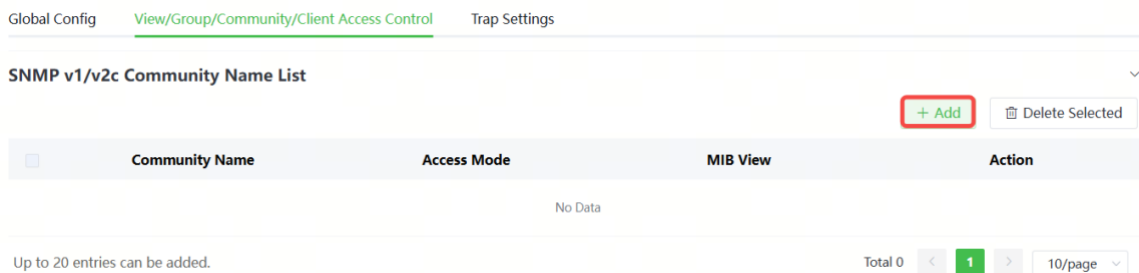 Global Config View/Group/Community/Client Access Control Trap Settings
SNMP v1/v2c Community Name List
+ Add Delete Selected
Community Name Access Mode MIB View Action
No Data
Up to 20 entries can be added. Total 0 < 1 > 10/page